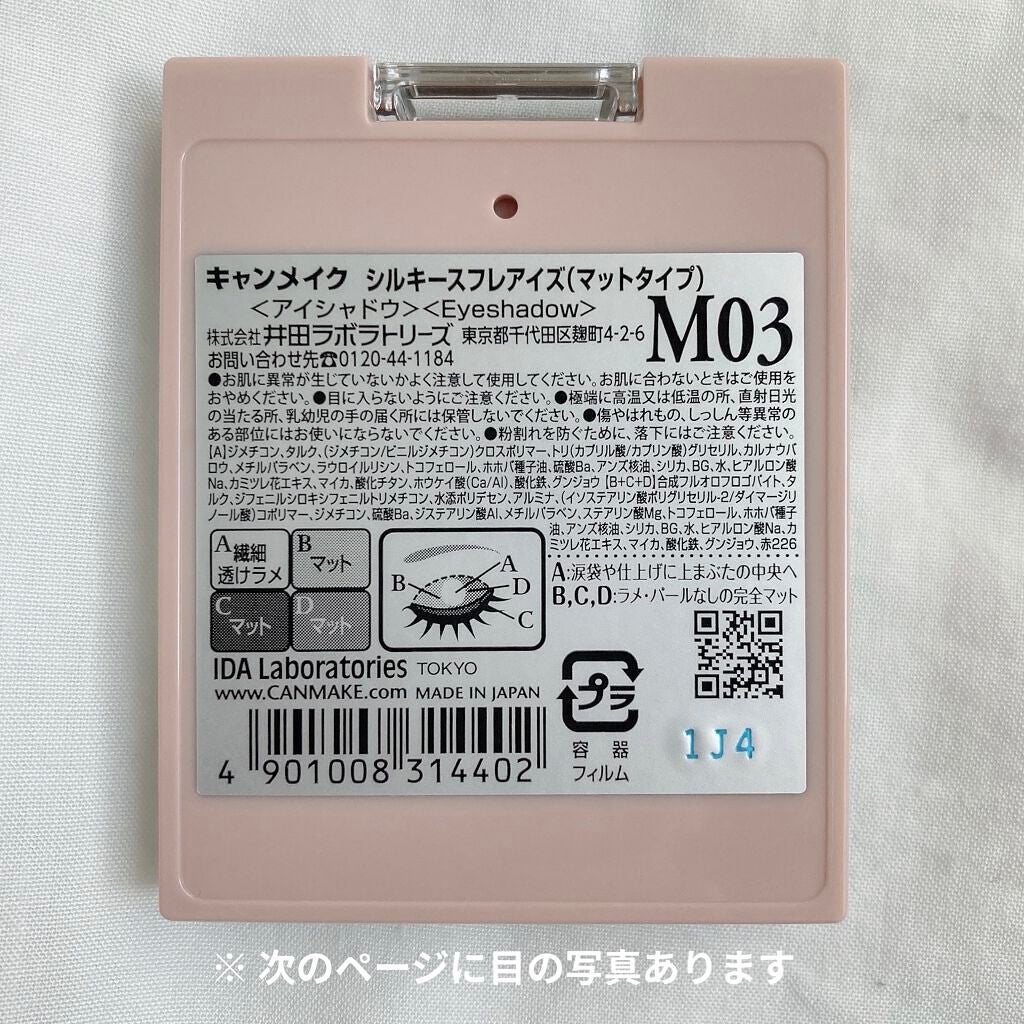 キャンメイク シルキースフレアイズ(マットタイプ)
<アイシャドウ><Eyeshadow>
M03
株式会社 井田ラボラトリーズ 東京都千代田区麹町4-2-6
お問い合わせ先☎0120-44-1184
●お肌に異常が生じていないかよく注意して使用してください。お肌に合わないときはご使用を
おやめください。●目に入らないようにご注意ください。●極端に高温又は低温の所、直射日光
の当たる所、乳幼児の手の届く所には保管しないでください。●傷やはれもの、しっしん等異常の
ある部位にはお使いにならないでください。●粉割れを防ぐために、落下にはご注意ください。
【A】ジメチコン、タルク、(ジメチコン/ビニルジメチコン)クロスポリマー、トリ(カプリル酸/カプリン酸)グリセリル、カルナウバ
ロウ、メチルパラベン、ラウロイルリシン、トコフェロール、ホホバ種子油、硫酸Ba、アンズ核油、シリカ、BG、水、ヒアルロン酸
Na、カミツレ花エキス、マイカ、酸化チタン、ホウケイ酸(Ca/Al)、酸化鉄、グンジョウ【B+C+D】合成フルオロフロゴパイト、タ
ルク、ジフェニルシロキシフェニルトリメチコン、水添ポリデセン、アルミナ、(イソステアリン酸ポリグリセリル-2/ダイマージリ
ノール酸)コポリマー、ジメチコン、硫酸Ba、ジステアリン酸Al、メチルパラベン、ステアリン酸Mg、トコフェロール、ホホバ種子
油、アンズ核油、シリカ、BG、水、ヒアルロン酸Na、カ
ミツレ花エキス、マイカ、酸化鉄、グンジョウ、赤226
A 繊細
透けラメ
B マット
C マット
D マット
A
B
D
C
A:涙袋や仕上げに上まぶたの中央へ
B,C,D:ラメ・パールなしの完全マット
IDA Laboratories TOKYO
www.CANMAKE.com MADE IN JAPAN
プラ
容器
フィルム
1J4
4 901008 314402
※ 次のページに目の写真あります